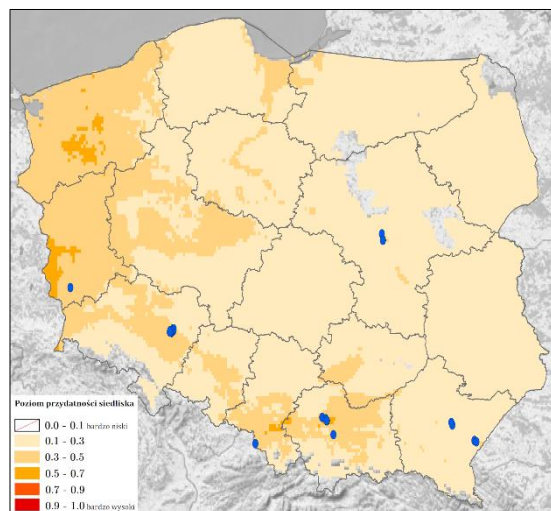 Poziom przydatności siedliska
0.0 - 0.1 bardzo niski
0.1 - 0.3
0.3 - 0.5
0.5 - 0.7
0.7 - 0.9
0.9 - 1.0 bardzo wysoki